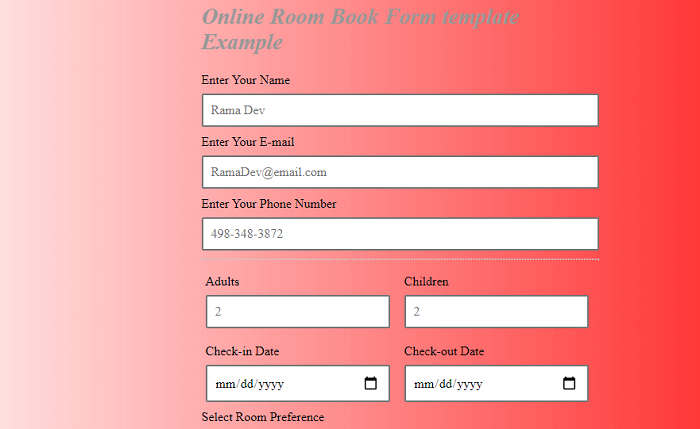 Online Room Book Form template
Example
Enter Your Name
Rama Dev
Enter Your E-mail
RamaDev@email.com
Enter Your Phone Number
498-348-3872
Adults Children
2 2
Check-in Date Check-out Date
mm/dd/yyyy mm/dd/yyyy
Select Room Preference